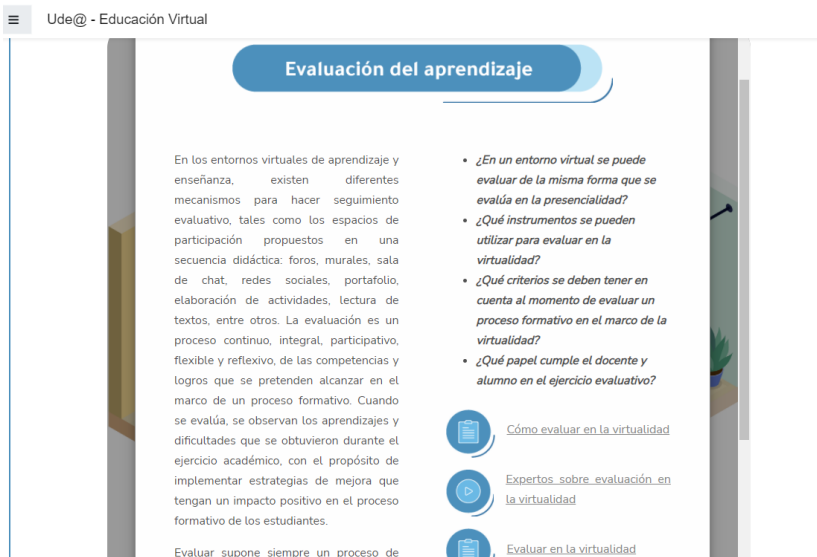 Ude@ - Educación Virtual
Evaluación del aprendizaje
En los entornos virtuales de aprendizaje y
enseñanza, existen diferentes
mecanismos para hacer seguimiento
evaluativo, tales como los espacios de
participación propuestos en una
secuencia didáctica: foros, murales, sala
de chat, redes sociales, portafolio,
elaboración de actividades, lectura de
textos, entre otros. La evaluación es un
proceso continuo, integral, participativo,
flexible y reflexivo, de las competencias y
logros que se pretenden alcanzar en el
marco de un proceso formativo. Cuando
se evalúa, se observan los aprendizajes y
dificultades que se obtuvieron durante el
ejercicio académico, con el propósito de
implementar estrategias de mejora que
tengan un impacto positivo en el proceso
formativo de los estudiantes.
Evaluar supone siempre un proceso de
• ¿En un entorno virtual se puede
evaluar de la misma forma que se
evalúa en la presencialidad?
• ¿Qué instrumentos se pueden
utilizar para evaluar en la
virtualidad?
• ¿Qué criterios se deben tener en
cuenta al momento de evaluar un
proceso formativo en el marco de la
virtualidad?
• ¿Qué papel cumple el docente y
alumno en el ejercicio evaluativo?
Cómo evaluar en la virtualidad
Expertos sobre evaluación en
la virtualidad
Evaluar en la virtualidad